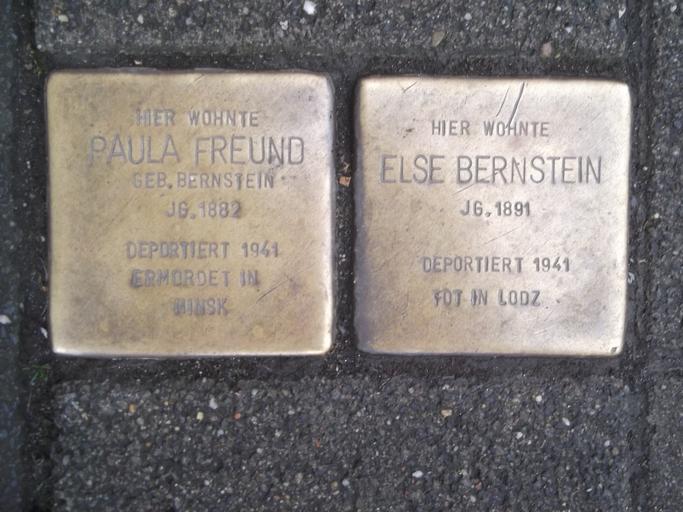 HIER WOHNTE
PAULA FREUND
GEB. BERNSTEIN
JG. 1882
DEPORTIERT 1941
ERMORDET IN
MINSK
HIER WOHNTE
ELSE BERNSTEIN
JG. 1891
DEPORTIERT 1941
TOT IN LODZ